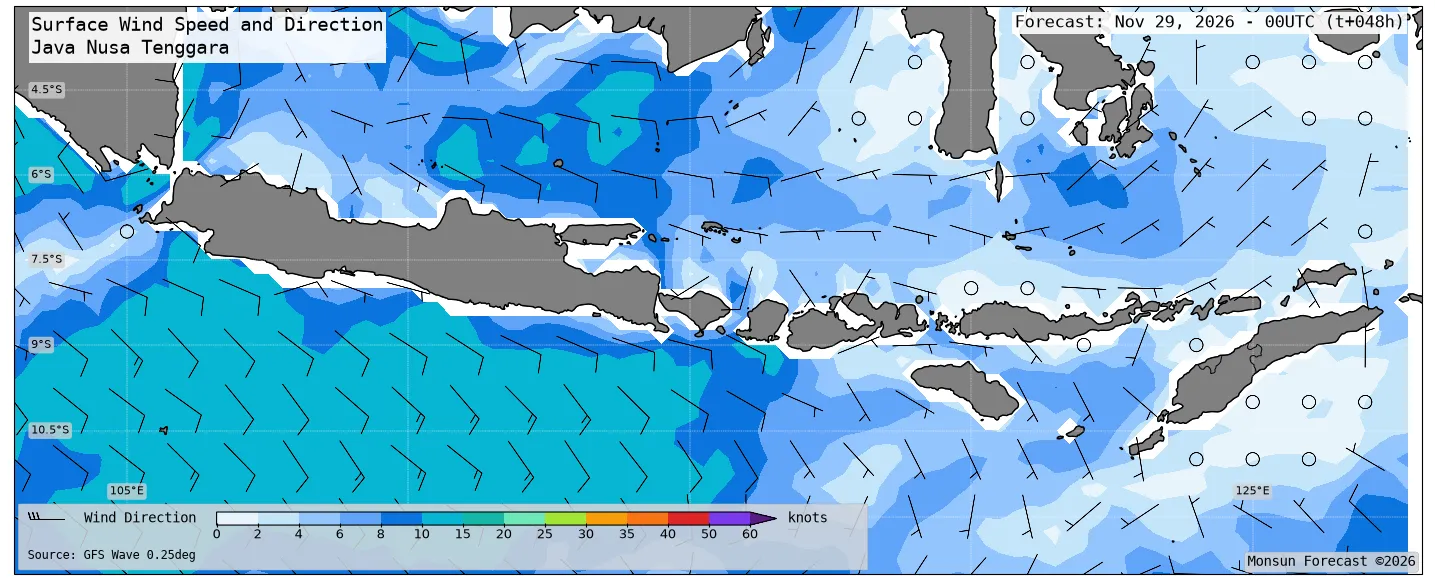 Surface Wind Speed and Direction
Java Nusa Tenggara
Forecast: Nov 29, 2026 - 00UTC (t+048h)
4.5°S
6°S
7.5°S
9°S
10.5°S
105°E
125°E
Wind Direction
0 2 4 6 8 10 15 20 25 30 35 40 50 60
knots
Source: GFS Wave 0.25deg
Monsun Forecast ©2026